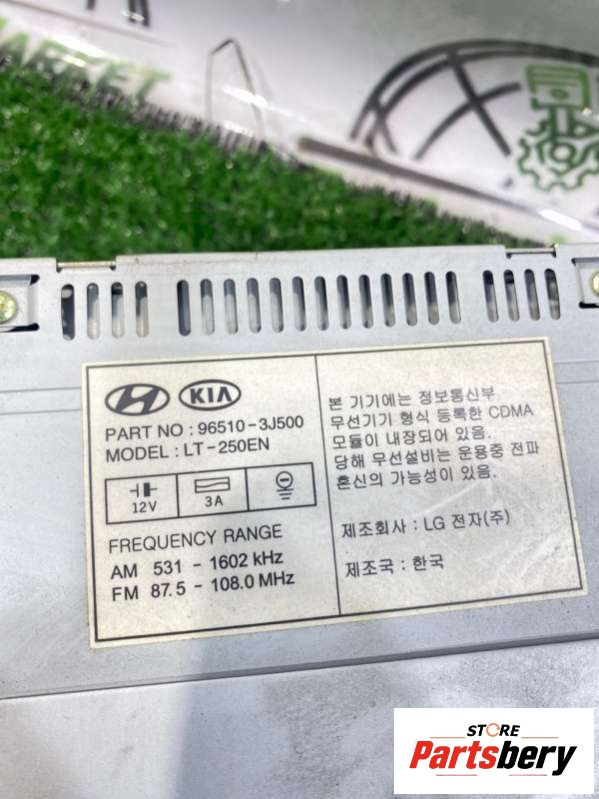 MARKET
KIA
PART NO : 96510-3J500
MODEL : LT-250EN
12V
3A
FREQUENCY RANGE
AM 531 - 1602 kHz
FM 87.5 - 108.0 MHz
본 기기에는 정보통신부
무선기기 형식 등록한 CDMA
모듈이 내장되어 있음.
당해 무선설비는 운용중 전파
혼신의 가능성이 있음.
제조회사 : LG 전자(주)
제조국 : 한국
STORE
Partsbery